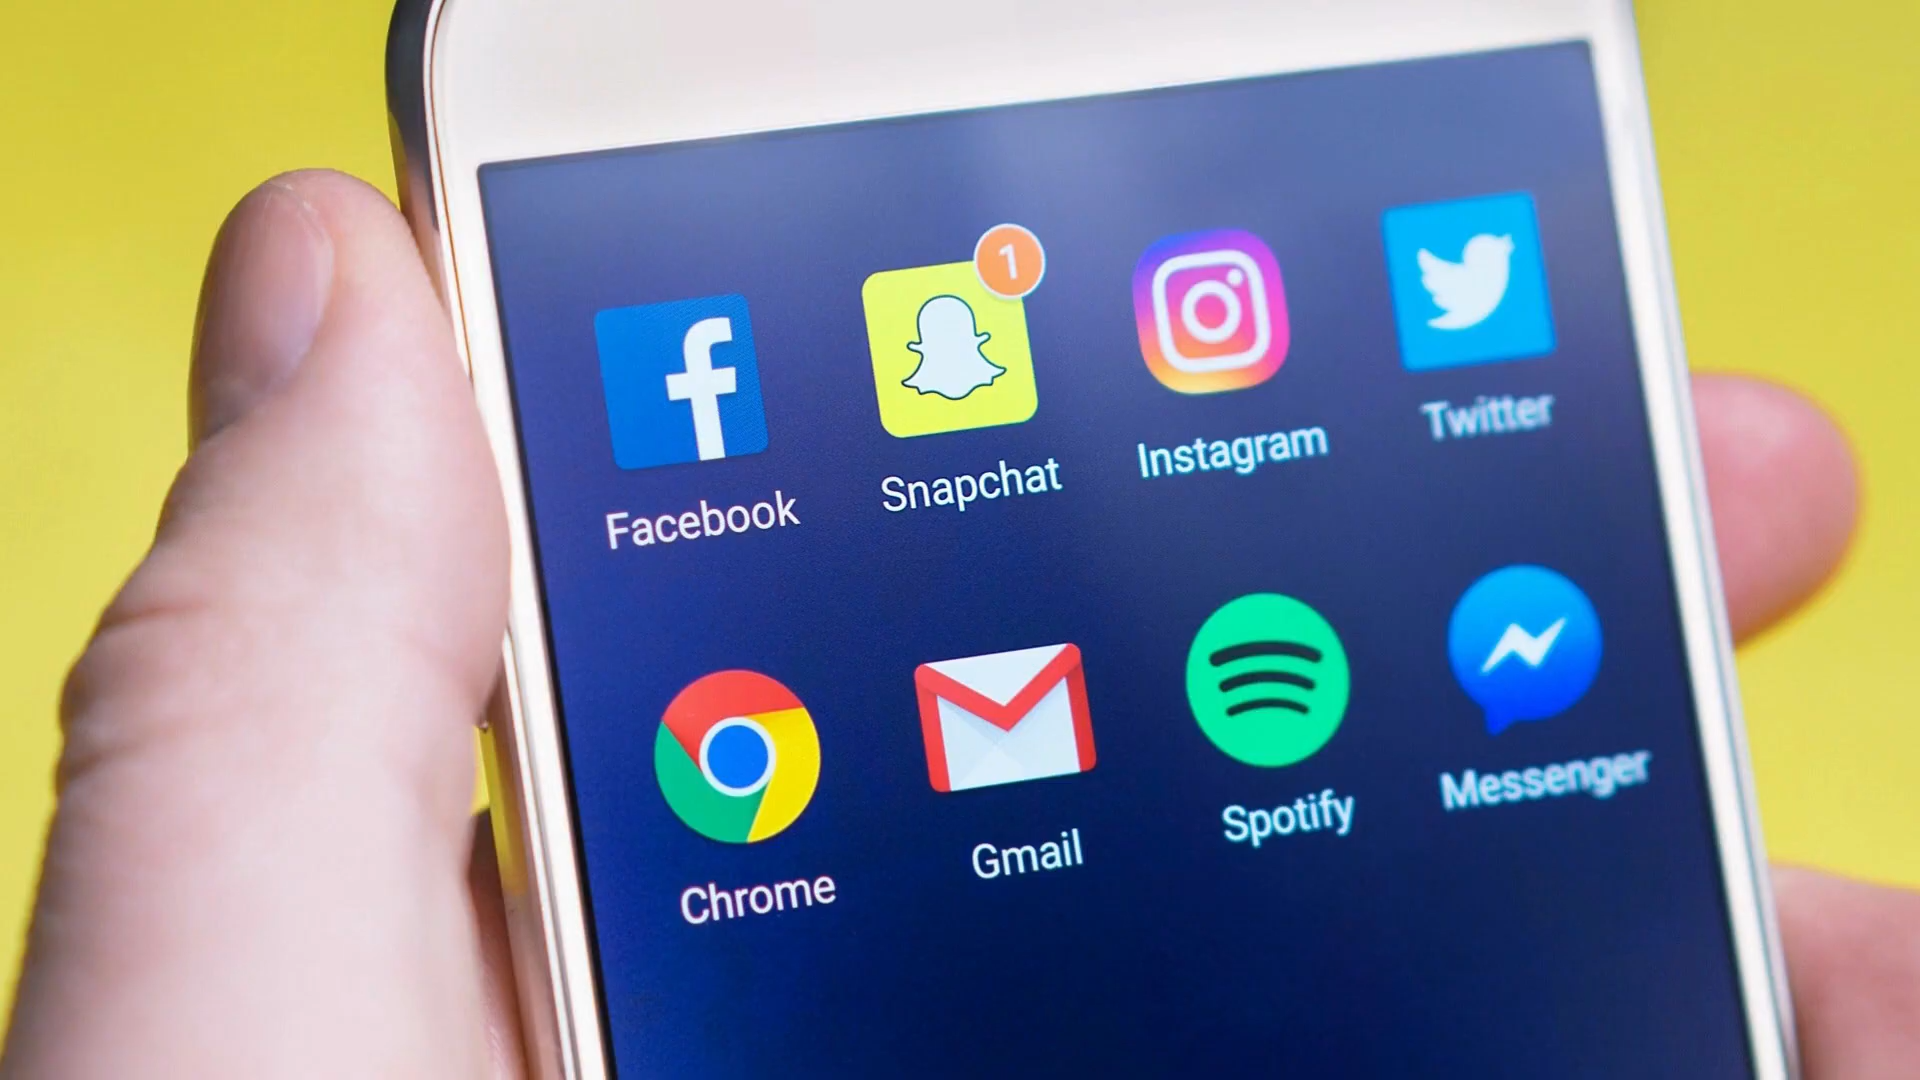 1
Facebook
Snapchat
Instagram
Twitter
Chrome
Gmail
Spotify
Messenger